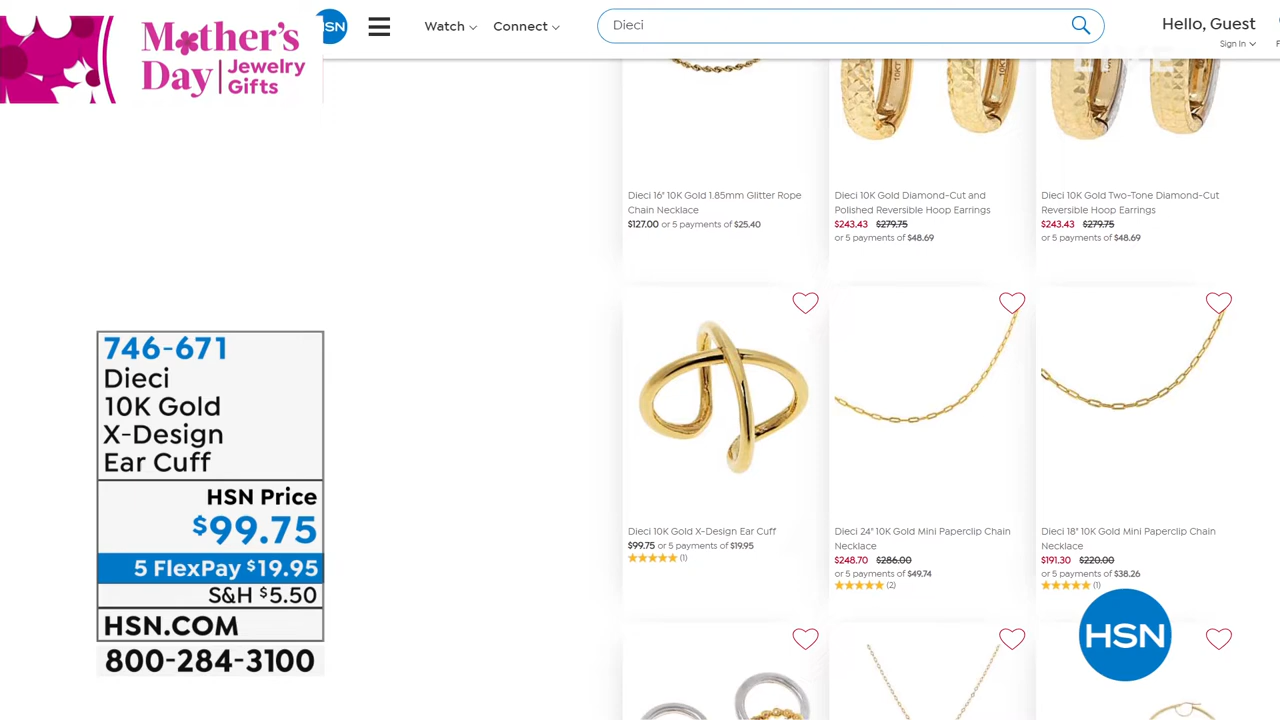 Mother's
Day
Jewelry
Gifts
HSN
Watch
Connect
Dieci
Hello, Guest
Sign In
LIVE
10KT
Dieci 16" 10K Gold 1.85mm Glitter Rope
Chain Necklace
$127.00 or 5 payments of $25.40
Dieci 10K Gold Diamond-Cut and
Polished Reversible Hoop Earrings
$243.43 $279.75
or 5 payments of $48.69
Dieci 10K Gold Two-Tone Diamond-Cut
Reversible Hoop Earrings
$243.43 $279.75
or 5 payments of $48.69
746-671
Dieci
10K Gold
X-Design
Ear Cuff
HSN Price
$99.75
5 FlexPay $19.95
S&H $5.50
HSN.COM
800-284-3100
Dieci 10K Gold X-Design Ear Cuff
$99.75 or 5 payments of $19.95
(1)
Dieci 24" 10K Gold Mini Paperclip Chain
Necklace
$248.70 $286.00
or 5 payments of $49.74
(2)
Dieci 18" 10K Gold Mini Paperclip Chain
Necklace
$191.30 $220.00
or 5 payments of $38.26
(1)
HSN